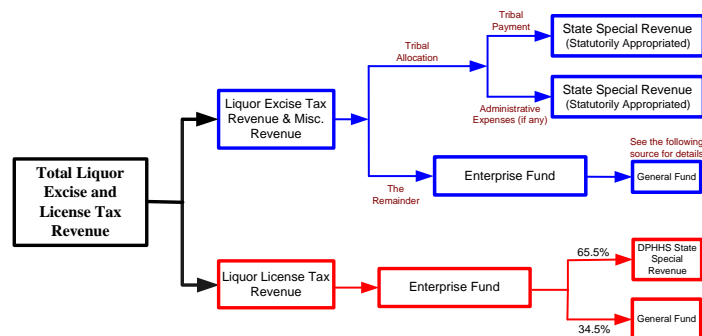 Tribal
Payment
State Special Revenue
(Statutorily Appropriated)
Tribal
Allocation
Liquor Excise Tax
Revenue & Misc.
Revenue
State Special Revenue
(Statutorily Appropriated)
Administrative
Expenses (if any)
See the following
source for details
Total Liquor
Excise and
License Tax
Revenue
The
Remainder
Enterprise Fund
General Fund
Liquor License Tax
Revenue
Enterprise Fund
65.5%
DPHHS State
Special
Revenue
34.5%
General Fund